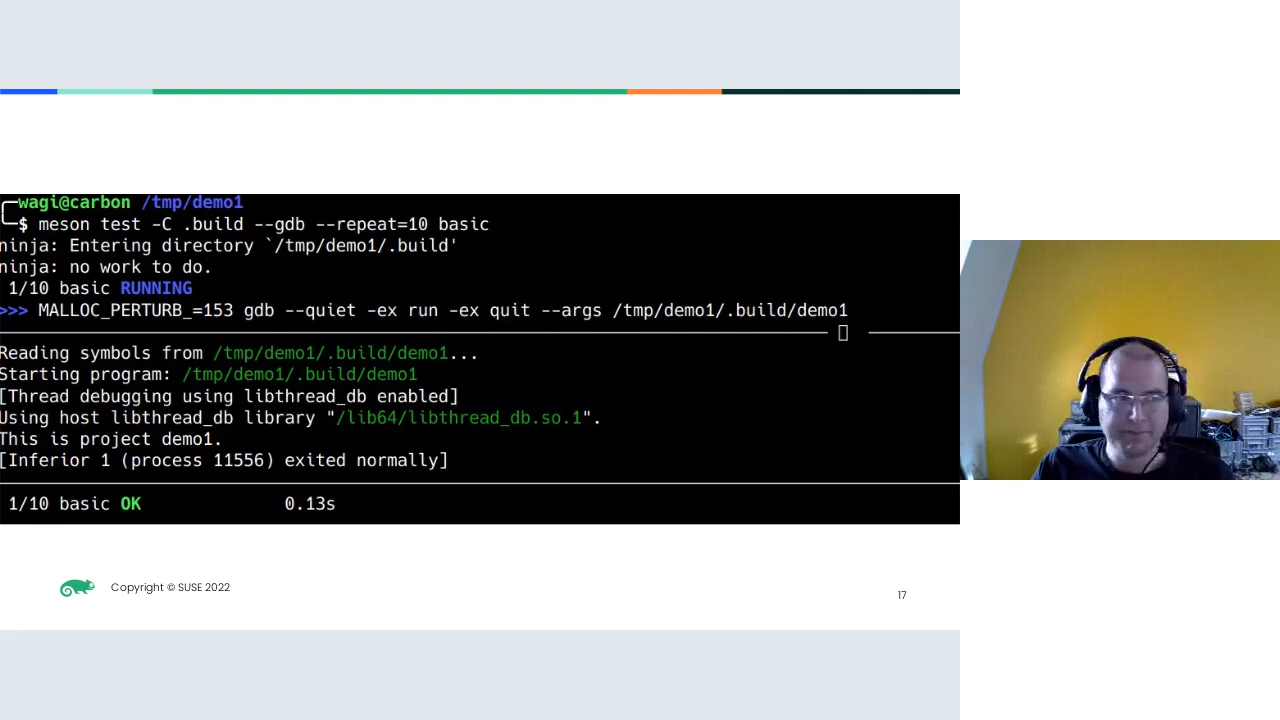 wagi@carbon /tmp/demo1
$ meson test -C .build --gdb --repeat=10 basic
ninja: Entering directory `/tmp/demo1/.build'
ninja: no work to do.
1/10 basic RUNNING
>>> MALLOC_PERTURB_=153 gdb --quiet -ex run -ex quit --args /tmp/demo1/.build/demo1
Reading symbols from /tmp/demo1/.build/demo1...
Starting program: /tmp/demo1/.build/demo1
[Thread debugging using libthread_db enabled]
Using host libthread_db library "/lib64/libthread_db.so.1".
This is project demo1.
[Inferior 1 (process 11556) exited normally]
1/10 basic OK 0.13s
Copyright © SUSE 2022
17